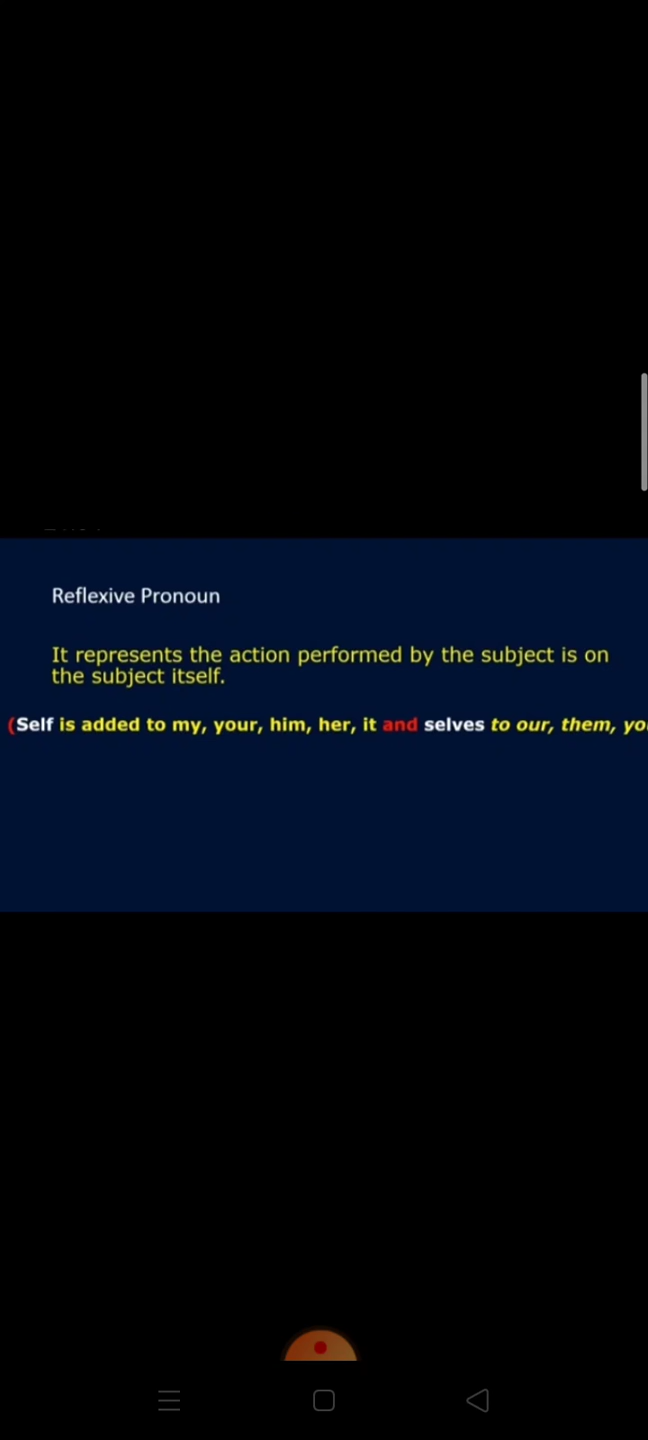 Reflexive Pronoun
It represents the action performed by the subject is on
the subject itself.
(Self is added to my, your, him, her, it and selves to our, them,